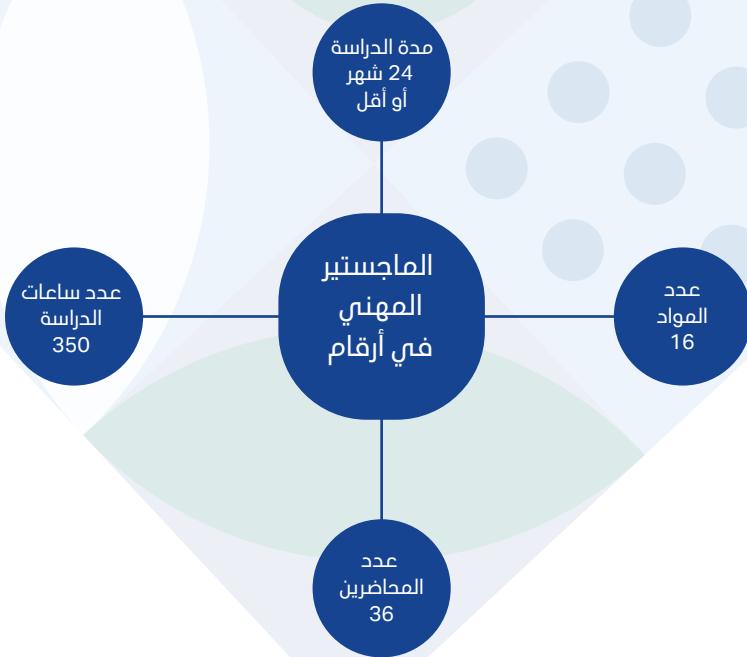 مدة الدراسة
24 شهر
أو أقل
الماجستير
المهني
في أرقام
عدد
المواد
16
عدد ساعات
الدراسة
350
عدد
المحاضرين
36